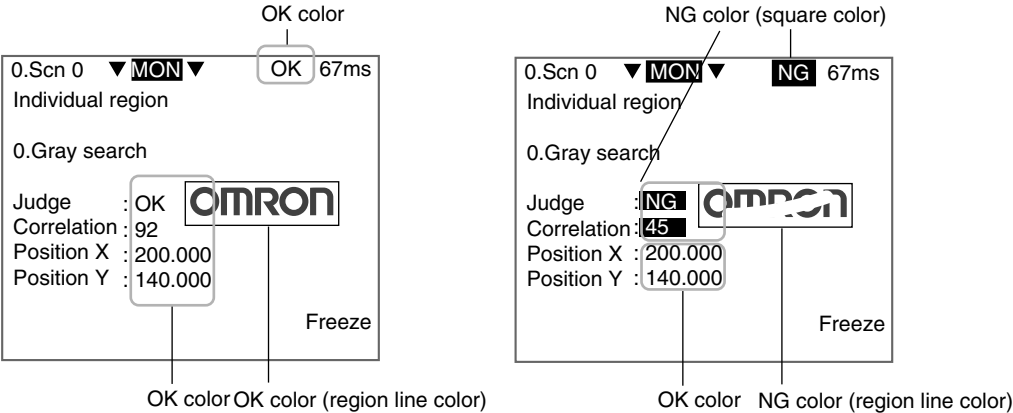 OK color
0.Scn 0 ▼ MON ▼ OK 67ms
Individual region
0.Gray search
Judge : OK
Correlation : 92
Position X : 200.000
Position Y : 140.000
OMRON
Freeze
OK color OK color (region line color)
NG color (square color)
0.Scn 0 ▼ MON ▼ NG 67ms
Individual region
0.Gray search
Judge : NG
Correlation : 45
Position X : 200.000
Position Y : 140.000
OMRON
Freeze
OK color NG color (region line color)